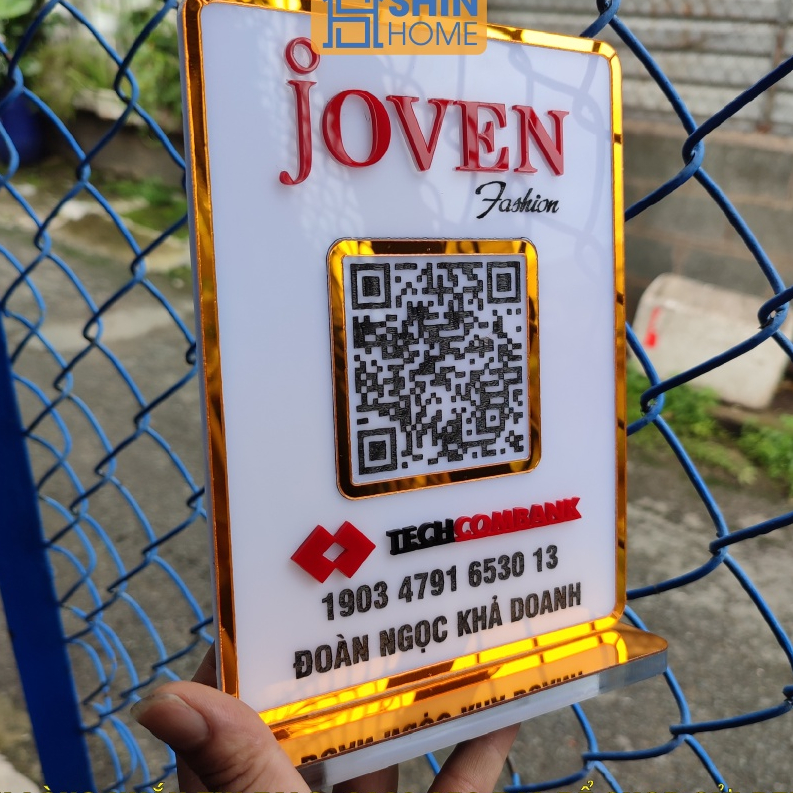 SHIN
HOME
JOVEN
Fashion
TECHCOMBANK
1903 4791 6530 13
ĐOÀN NGỌC KHẢ DOANH